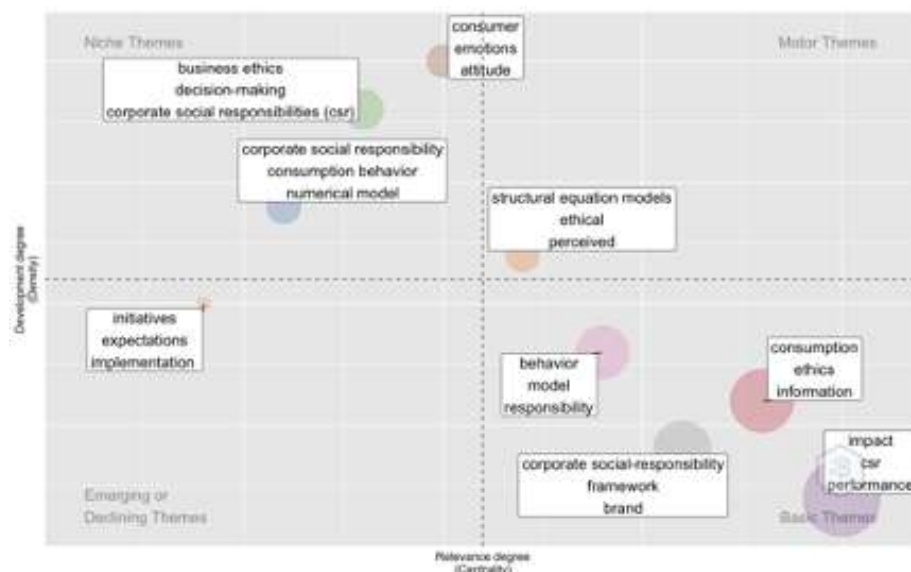 Niche Themes
Motor Themes
consumer
emotions
attitude
business ethics
decision-making
corporate social responsibilities (csr)
corporate social responsibility
consumption behavior
numerical model
structural equation models
ethical
perceived
Development degree
(Density)
initiatives
expectations
implementation
behavior
model
responsibility
consumption
ethics
information
corporate social-responsibility
framework
brand
impact
csr
performance
Emerging or
Declining Themes
Basic Themes
Relevance degree
(Centrality)